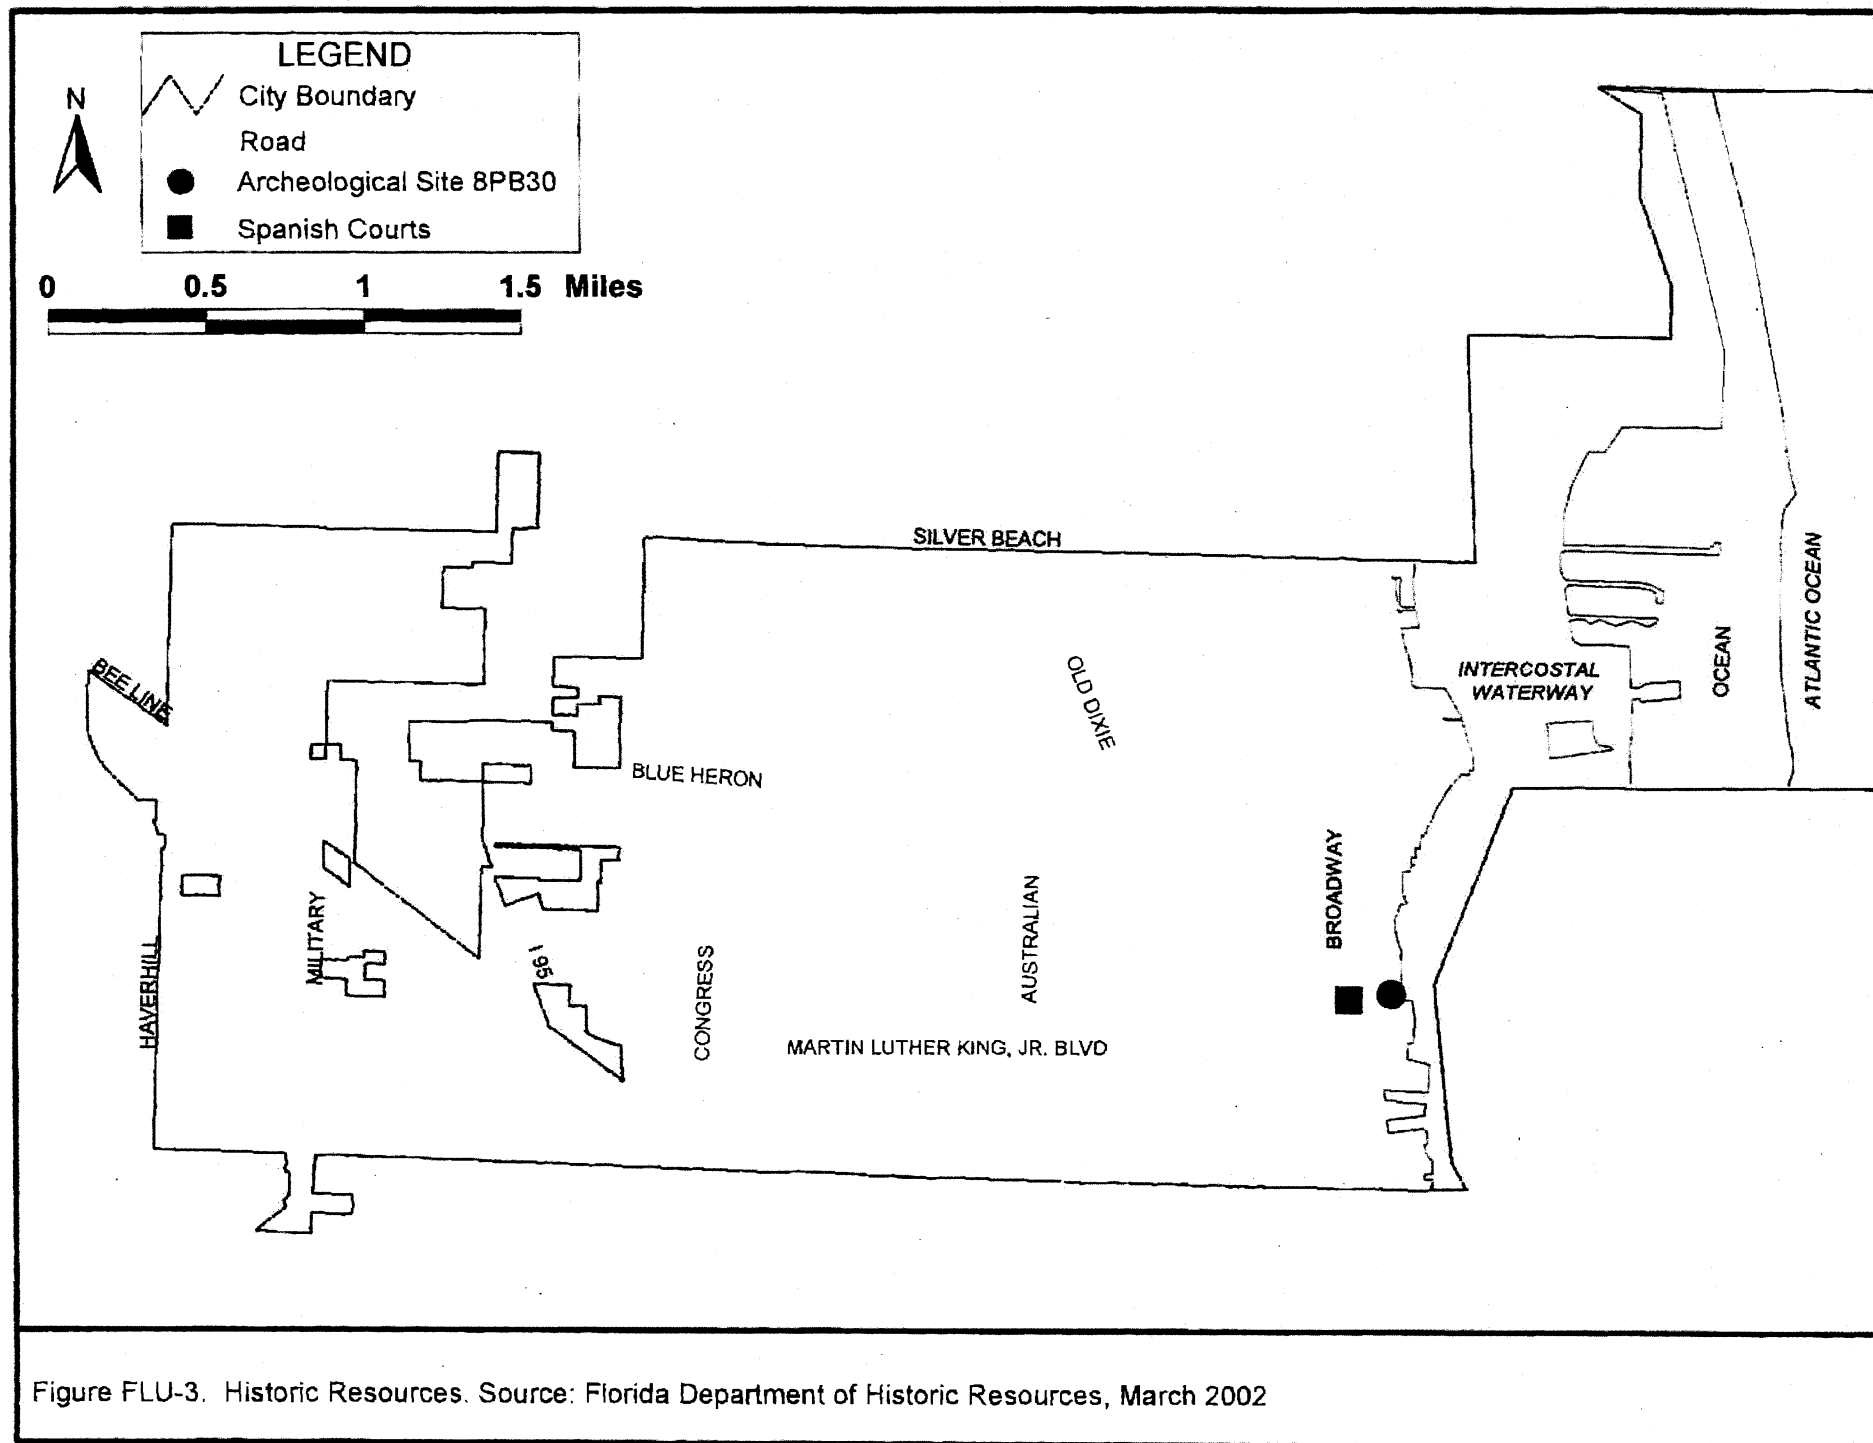 LEGEND
N
City Boundary
Road
Archeological Site 8PB30
Spanish Courts
0 0.5 1 1.5 Miles
SILVER BEACH
BEE LINE
OLD DIXIE
INTERCOSTAL
WATERWAY
OCEAN
ATLANTIC OCEAN
BLUE HERON
BROADWAY
MILITARY
HAVERHILL
I 95
CONGRESS
AUSTRALIAN
MARTIN LUTHER KING, JR. BLVD
Figure FLU-3. Historic Resources. Source: Florida Department of Historic Resources, March 2002